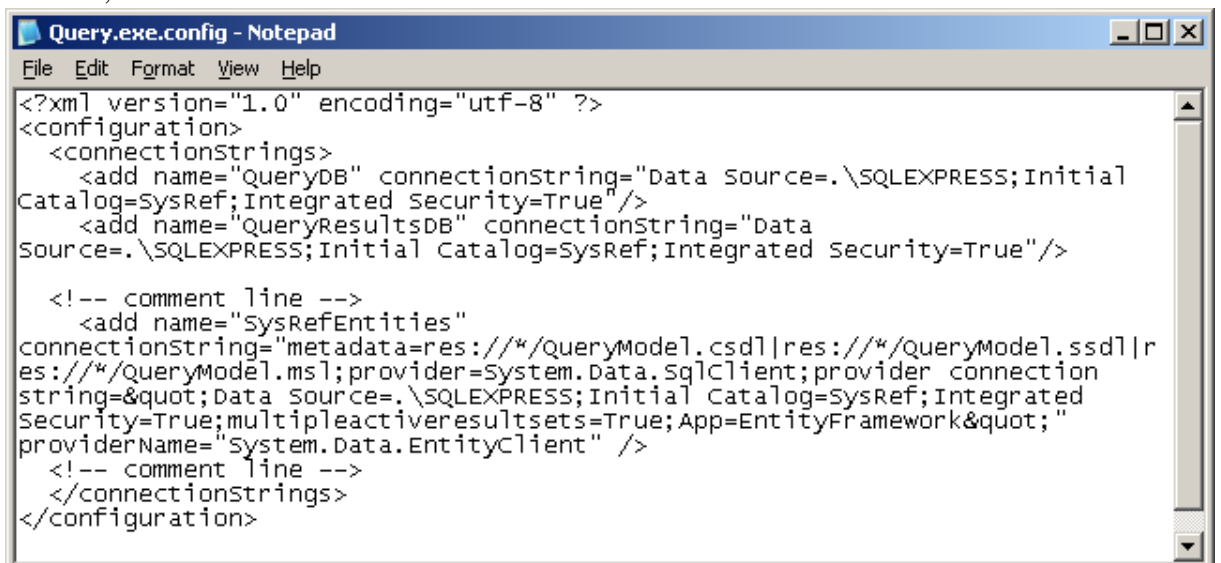 Query.exe.config - Notepad
File Edit Format View Help
<?xml version="1.0" encoding="utf-8" ?>
<configuration>
  <connectionStrings>
    <add name="QueryDB" connectionString="Data Source=.\SQLEXPRESS;Initial
Catalog=SysRef;Integrated Security=True"/>
    <add name="QueryResultsDB" connectionString="Data
Source=.\SQLEXPRESS;Initial Catalog=SysRef;Integrated Security=True"/>

  <!-- comment line -->
    <add name="SysRefEntities"
connectionString="metadata=res://*/QueryModel.csdl|res://*/QueryModel.ssdl|r
es://*/QueryModel.msl;provider=System.Data.SqlClient;provider connection
string=&quot;Data Source=.\SQLEXPRESS;Initial Catalog=SysRef;Integrated
Security=True;multipleactiveresultsets=True;App=EntityFramework&quot;"
providerName="System.Data.EntityClient" />
  <!-- comment line -->
  </connectionStrings>
</configuration>